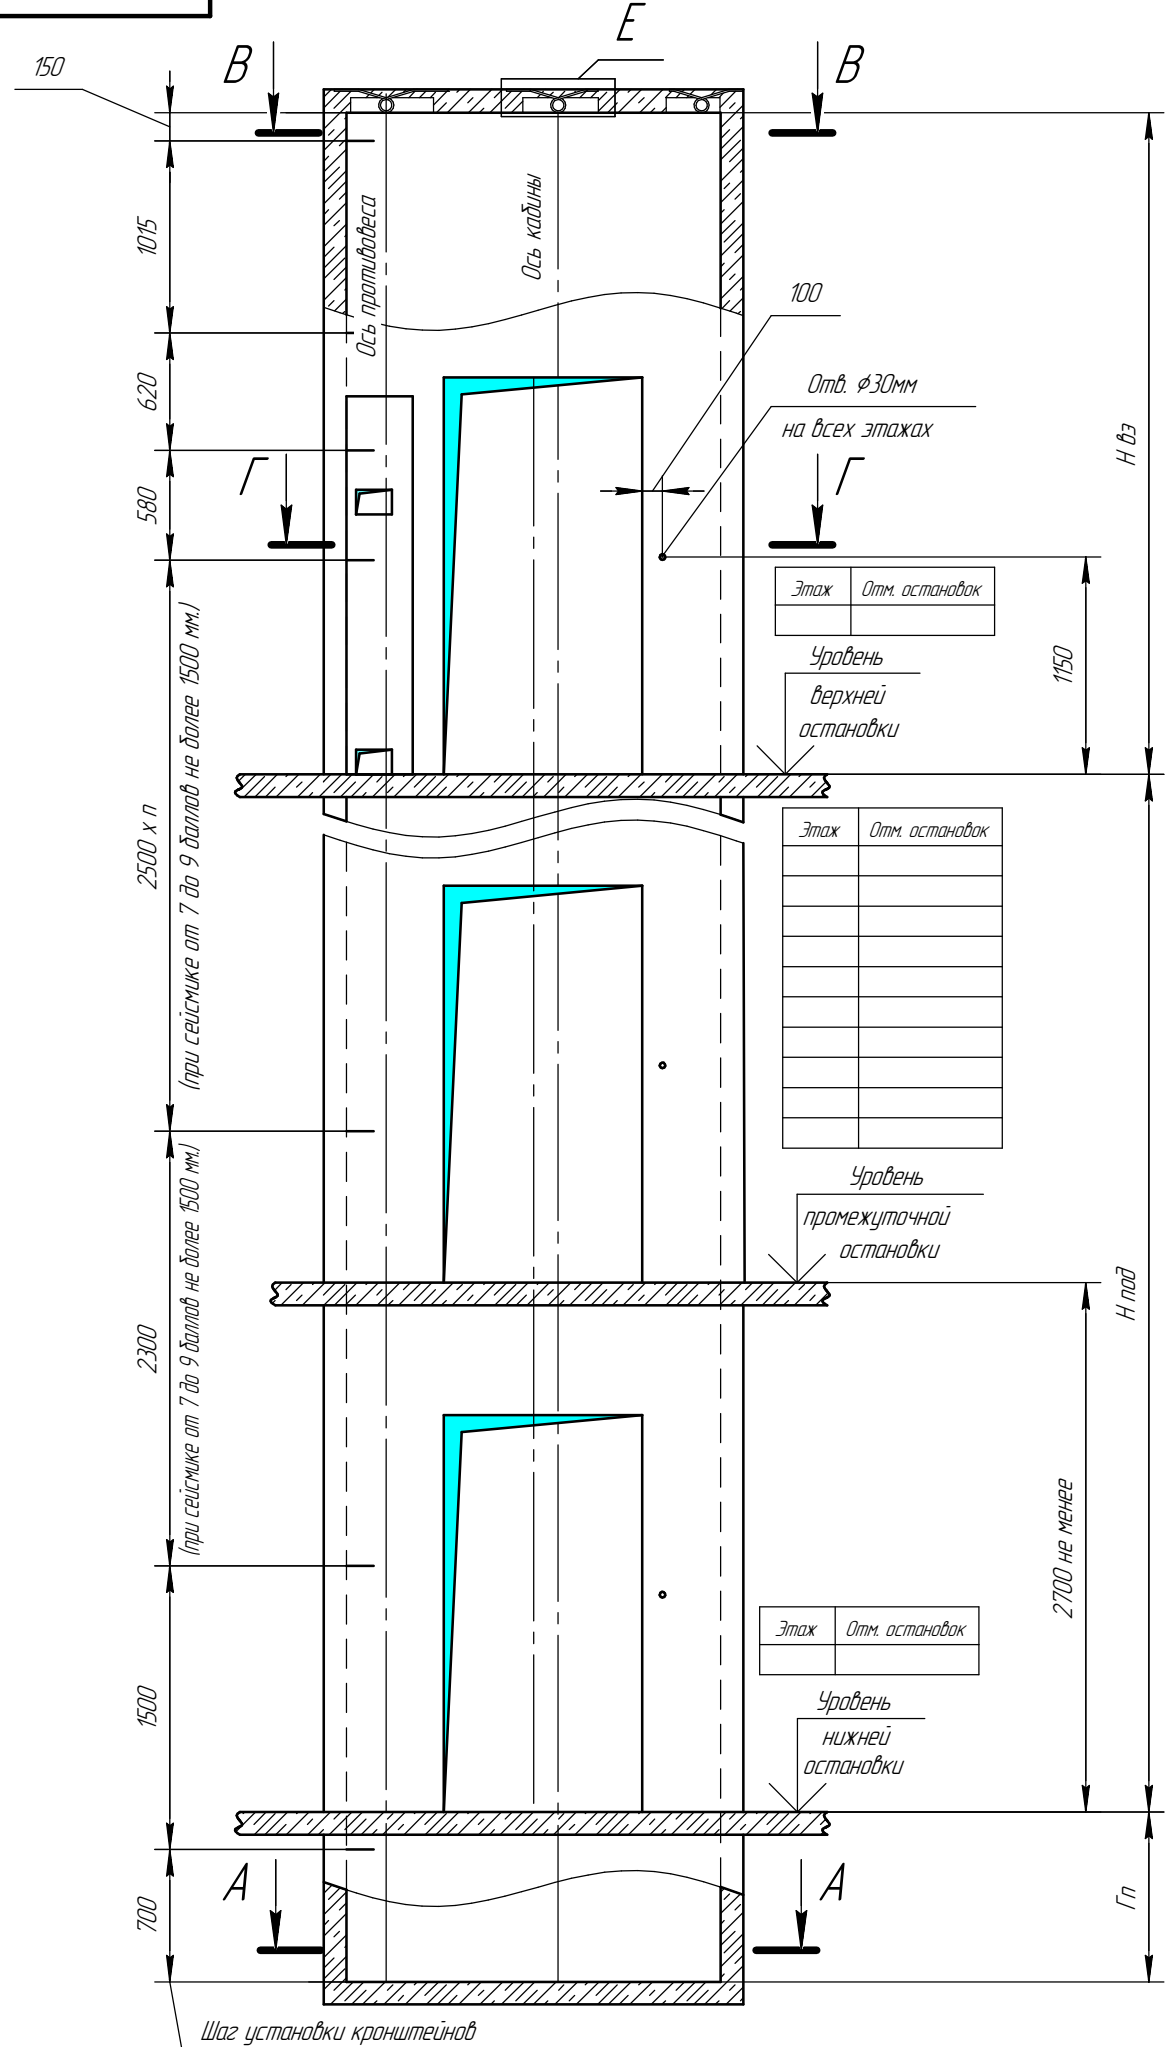 Е
В
В
150
1015
Ось противовеса
Ось кабины
100
620
Отв. ϕ30мм
на всех этажах
Н вз
Г
Г
580
Этаж Отм. остановок
1150
Уровень
верхней
остановки
2500 х п
(при сейсмике от 7 до 9 баллов не более 1500 мм.)
Этаж Отм. остановок
Уровень
промежуточной
остановки
2300
(при сейсмике от 7 до 9 баллов не более 1500 мм.)
Н под
2700 не менее
Этаж Отм. остановок
1500
Уровень
нижней
остановки
А
А
700
Гп
Шаг установки кронштейнов